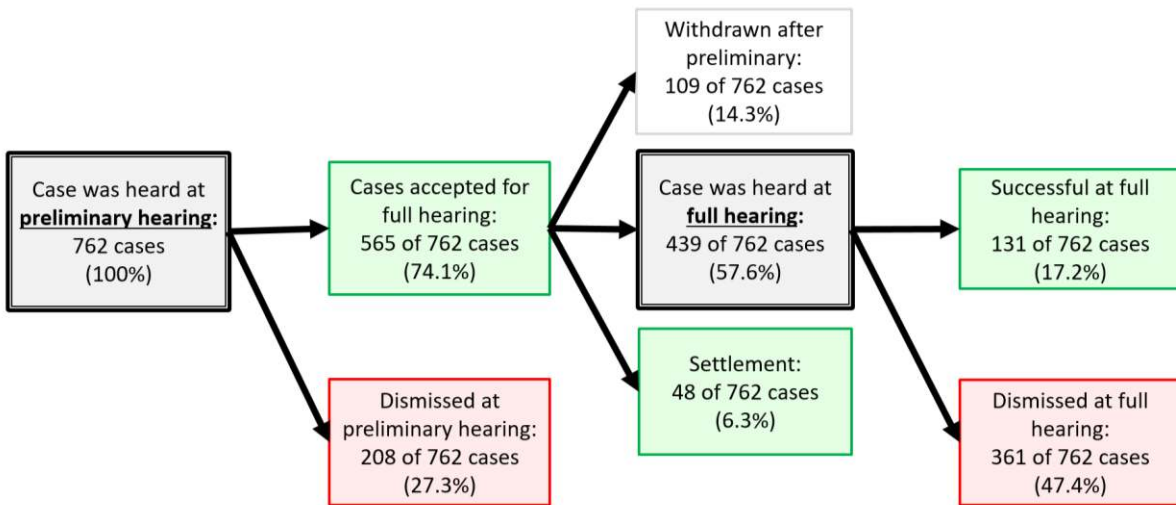 Case was heard at
preliminary hearing:
762 cases
(100%)
Cases accepted for
full hearing:
565 of 762 cases
(74.1%)
Dismissed at
preliminary hearing:
208 of 762 cases
(27.3%)
Withdrawn after
preliminary:
109 of 762 cases
(14.3%)
Case was heard at
full hearing:
439 of 762 cases
(57.6%)
Settlement:
48 of 762 cases
(6.3%)
Successful at full
hearing:
131 of 762 cases
(17.2%)
Dismissed at full
hearing:
361 of 762 cases
(47.4%)